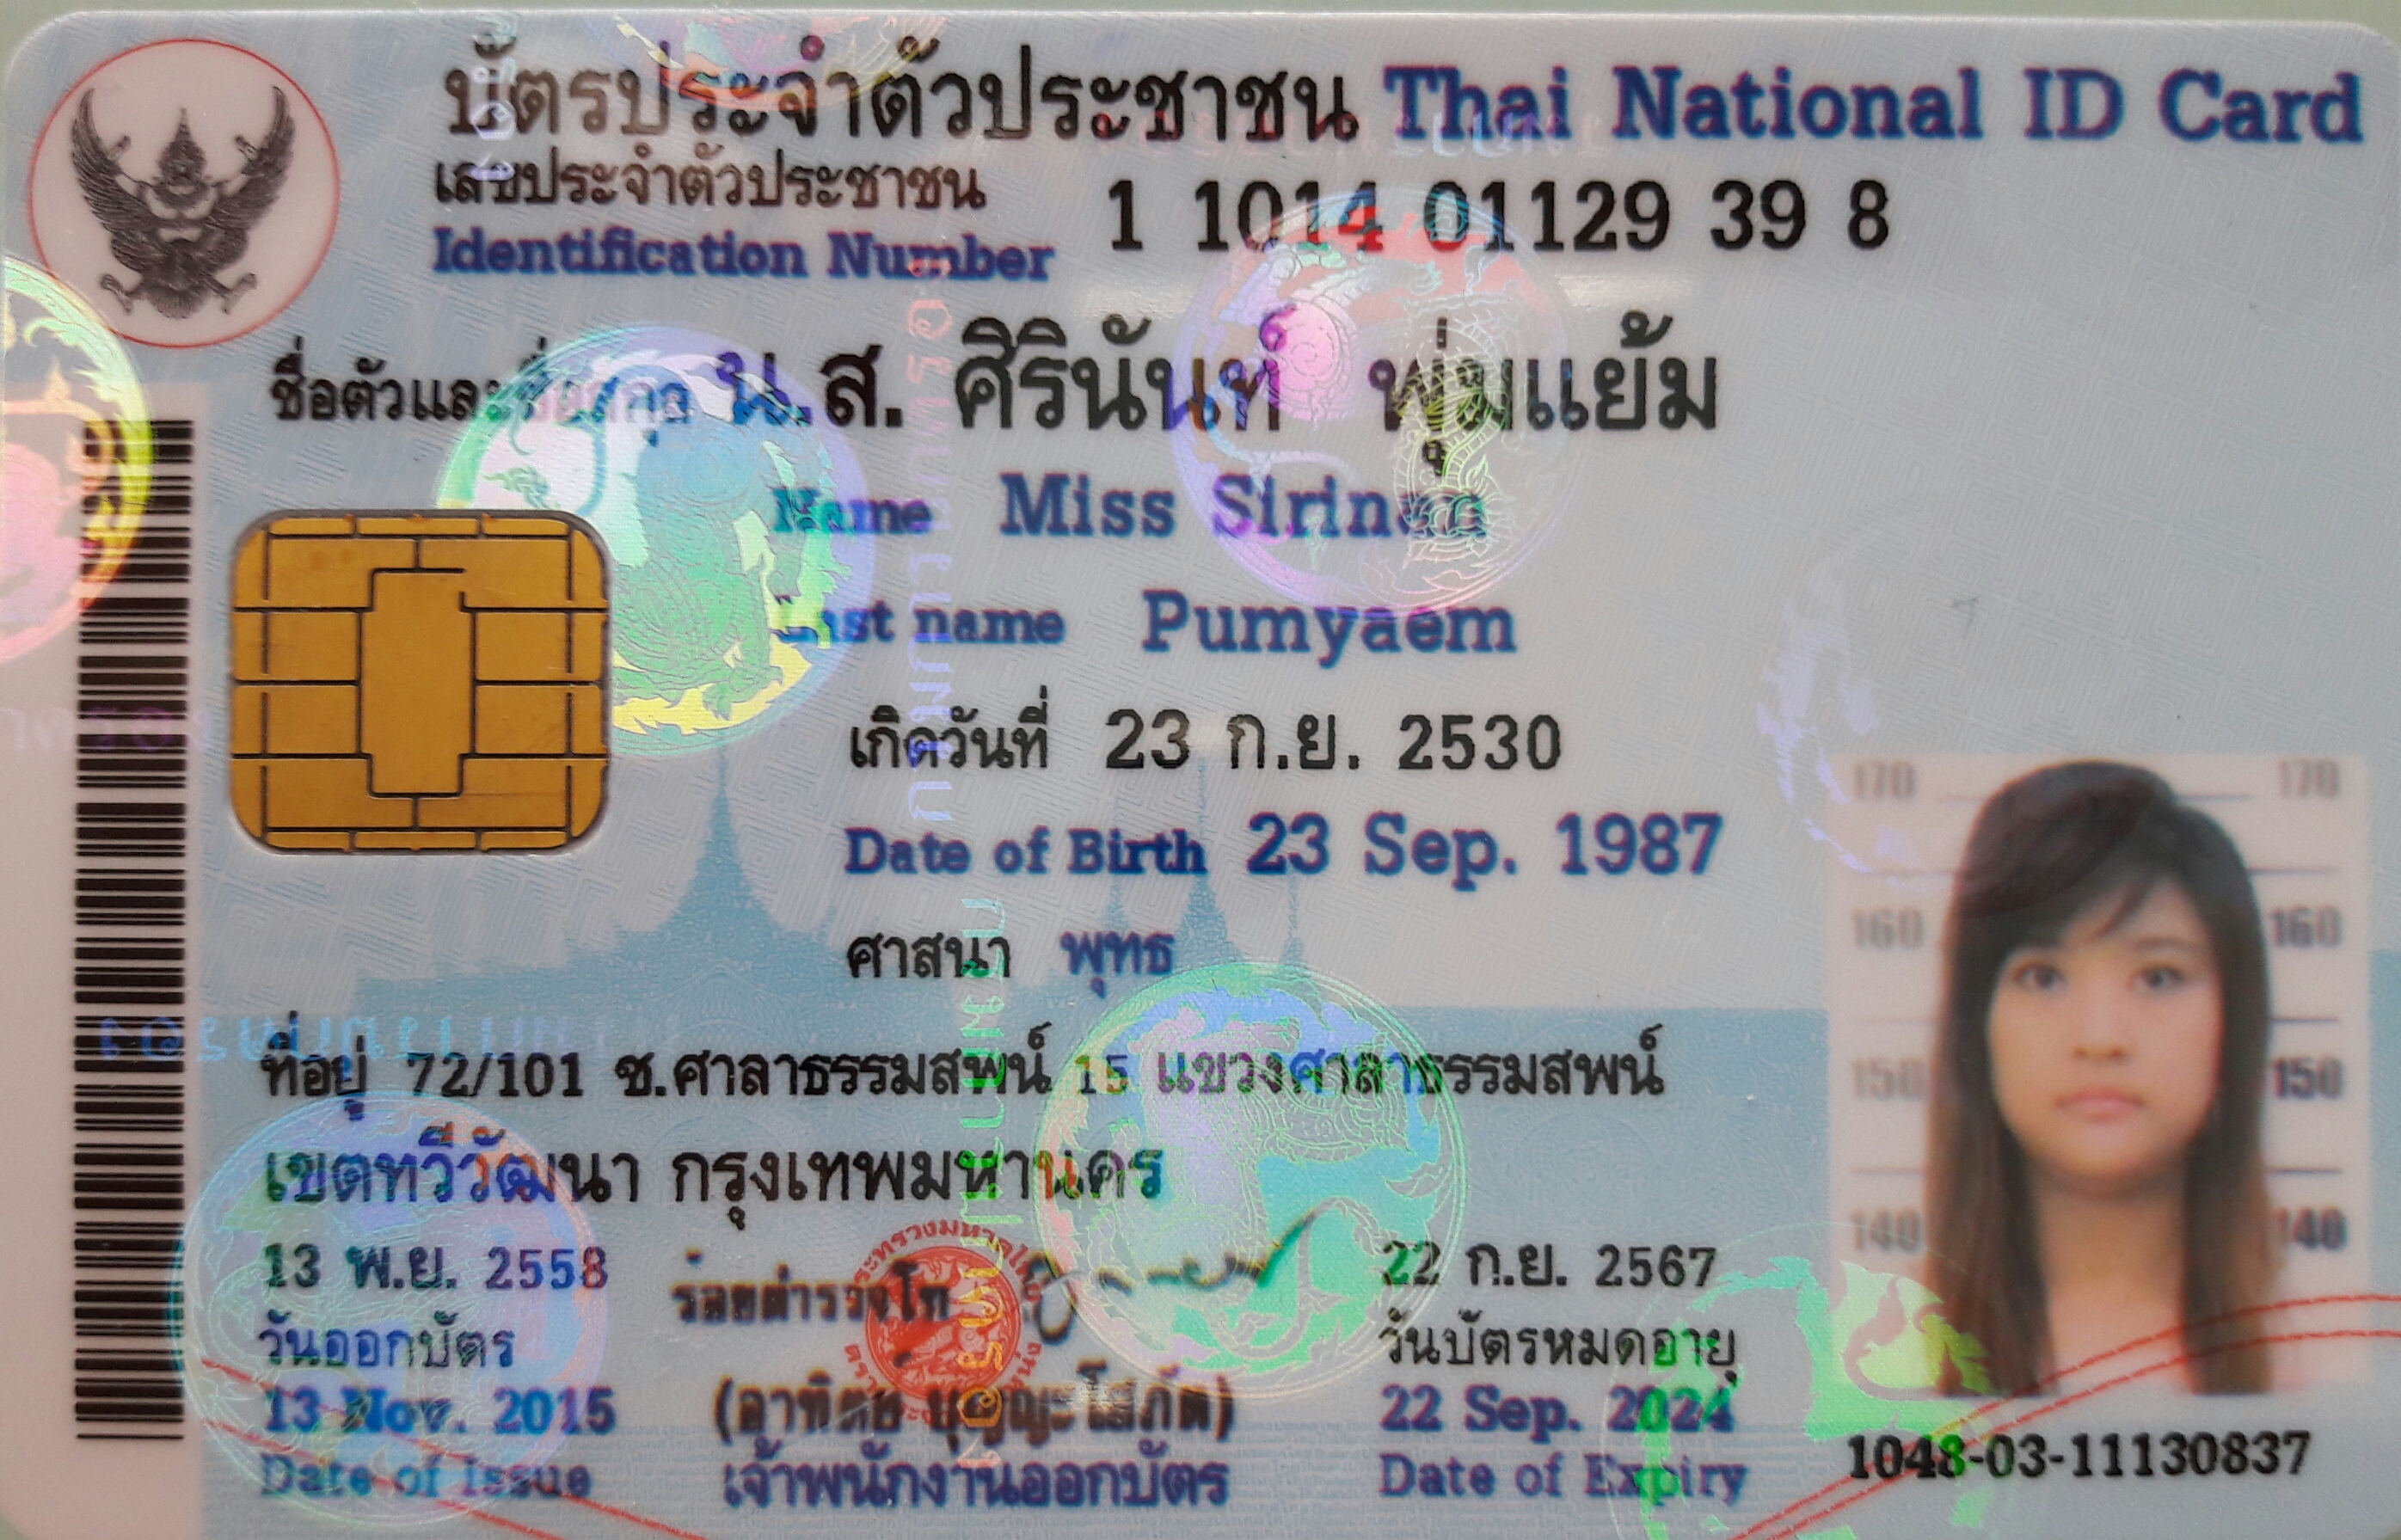 บัตรประจำตัวประชาชน Thai National ID Card
เลขประจำตัวประชาชน
Identification Number
1 1014 01129 39 8
ชื่อตัวและชื่อสกุล น.ส. ศิรินันท์ พุ่มแย้ม
Name Miss Sirinan
Last name Pumyaem
เกิดวันที่ 23 ก.ย. 2530
Date of Birth 23 Sep. 1987
ศาสนา พุทธ
ที่อยู่ 72/101 ซ.ศาลาธรรมสพน์ 15 แขวงศาลาธรรมสพน์
เขตทวีวัฒนา กรุงเทพมหานคร
13 พ.ย. 2558
วันออกบัตร
13 Nov. 2015
Date of Issue
ร้อยตำรวจโท
(อาทิตย์ บุญญะโสภัต)
เจ้าพนักงานออกบัตร
22 ก.ย. 2567
วันบัตรหมดอายุ
22 Sep. 2024
Date of Expiry
170 170
160 160
150 150
140 140
1048-03-11130837